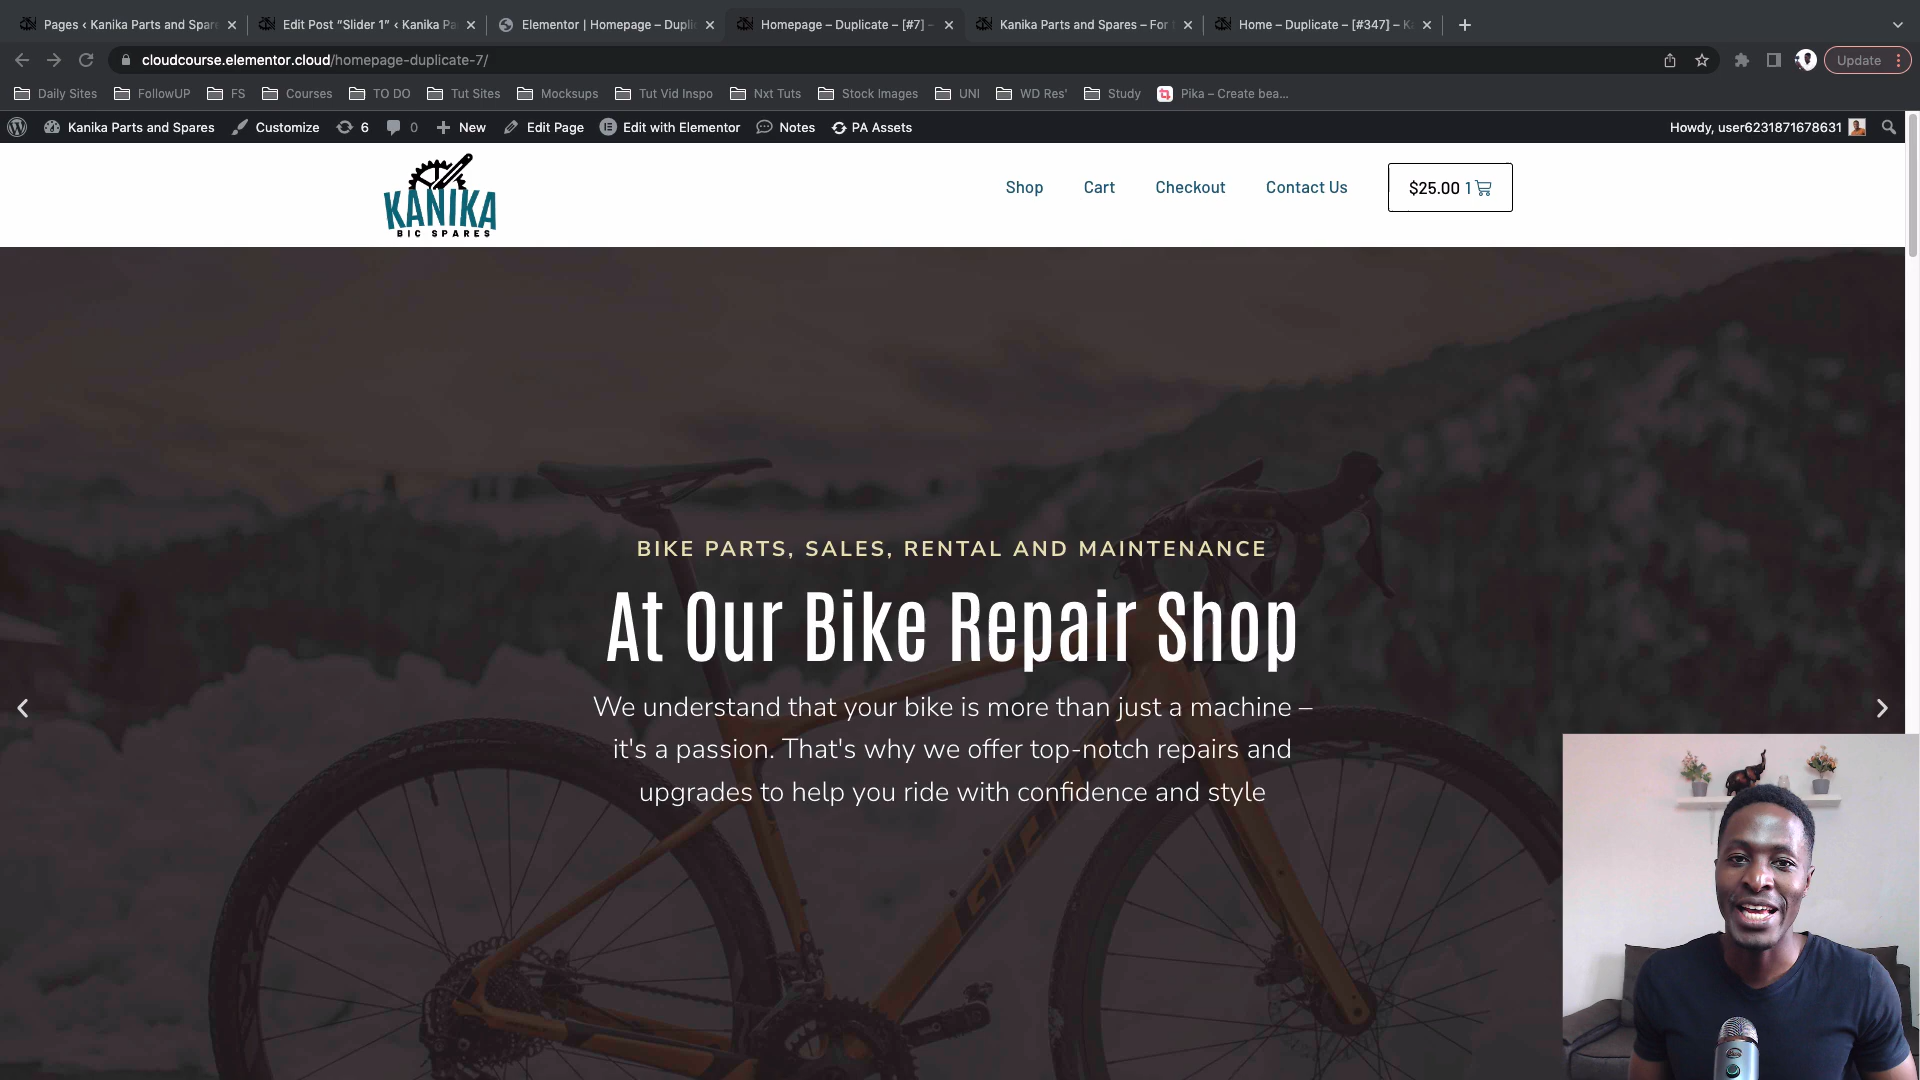 Pages ‹ Kanika Parts and Spare
Edit Post “Slider 1” ‹ Kanika Pa
Elementor | Homepage – Dupli
Homepage – Duplicate – [#7] –
Kanika Parts and Spares – For
Home – Duplicate – [#347] – K
cloudcourse.elementor.cloud/homepage-duplicate-7/
Update
Daily Sites
FollowUP
FS
Courses
TO DO
Tut Sites
Mocksups
Tut Vid Inspo
Nxt Tuts
Stock Images
UNI
WD Res'
Study
Pika – Create bea...
Kanika Parts and Spares
Customize
6
0
New
Edit Page
Edit with Elementor
Notes
PA Assets
Howdy, user6231871678631
KANIKA
BIC SPARES
Shop
Cart
Checkout
Contact Us
$25.00 1
BIKE PARTS, SALES, RENTAL AND MAINTENANCE
At Our Bike Repair Shop
We understand that your bike is more than just a machine –
it's a passion. That's why we offer top-notch repairs and
upgrades to help you ride with confidence and style